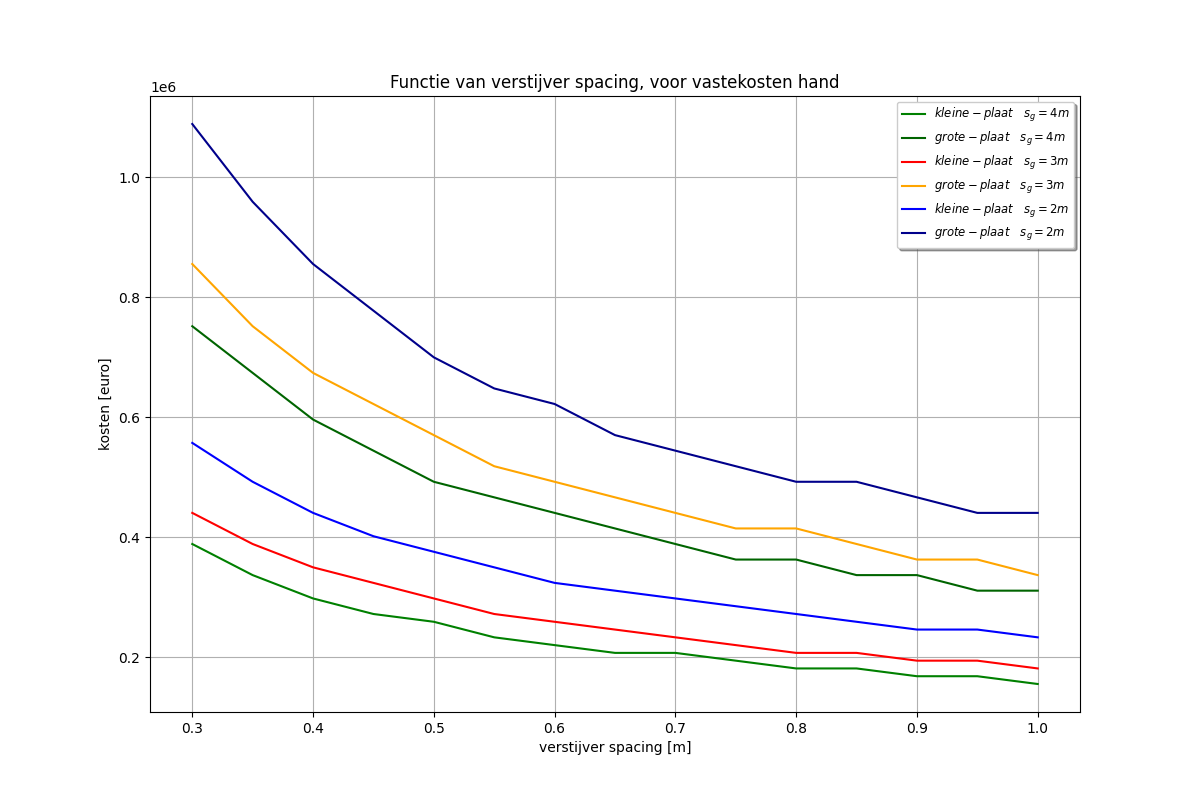 Functie van verstijver spacing, voor vastekosten hand
1e6
1.0
0.8
0.6
0.4
0.2
kosten [euro]
0.3 0.4 0.5 0.6 0.7 0.8 0.9 1.0
verstijver spacing [m]
kleine − plaat s_g = 4m
grote − plaat s_g = 4m
kleine − plaat s_g = 3m
grote − plaat s_g = 3m
kleine − plaat s_g = 2m
grote − plaat s_g = 2m